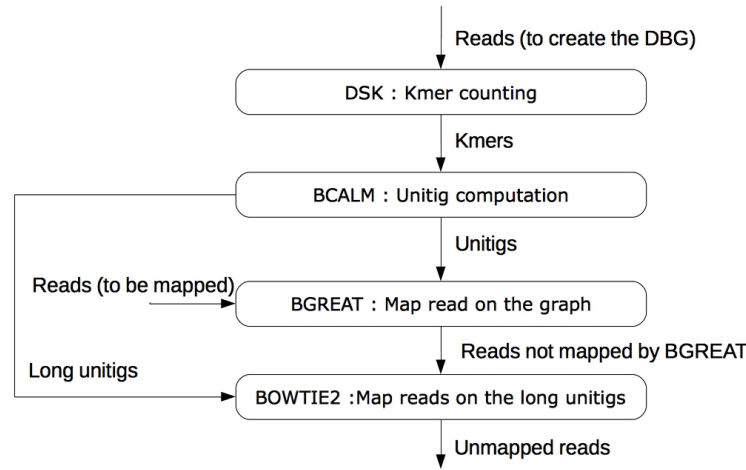 Reads (to create the DBG)
DSK : Kmer counting
Kmers
BCALM : Unitig computation
Unitigs
Reads (to be mapped)
BGREAT : Map read on the graph
Reads not mapped by BGREAT
Long unitigs
BOWTIE2 :Map reads on the long unitigs
Unmapped reads